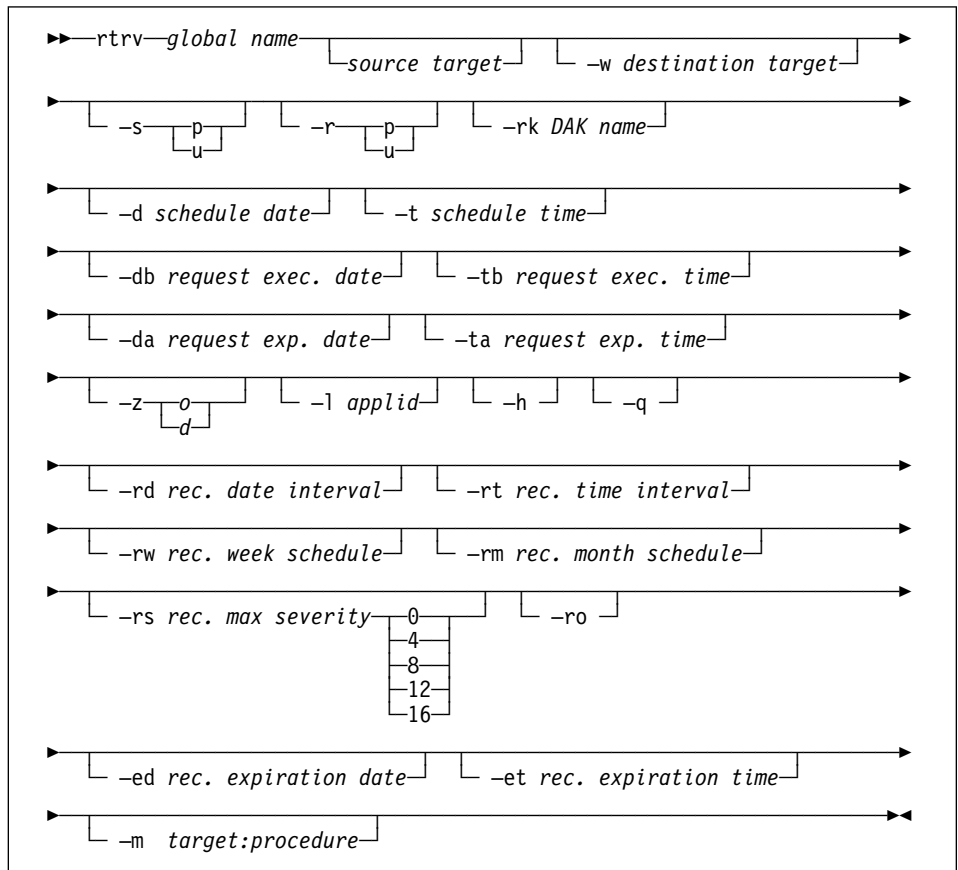 rtrv global name
source target –w destination target
–s p –r p –rk DAK name
u u
–d schedule date –t schedule time
–db request exec. date –tb request exec. time
–da request exp. date –ta request exp. time
–z o –l applid –h –q
d
–rd rec. date interval –rt rec. time interval
–rw rec. week schedule –rm rec. month schedule
–rs rec. max severity 0 –ro
4
8
12
16
–ed rec. expiration date –et rec. expiration time
–m target:procedure